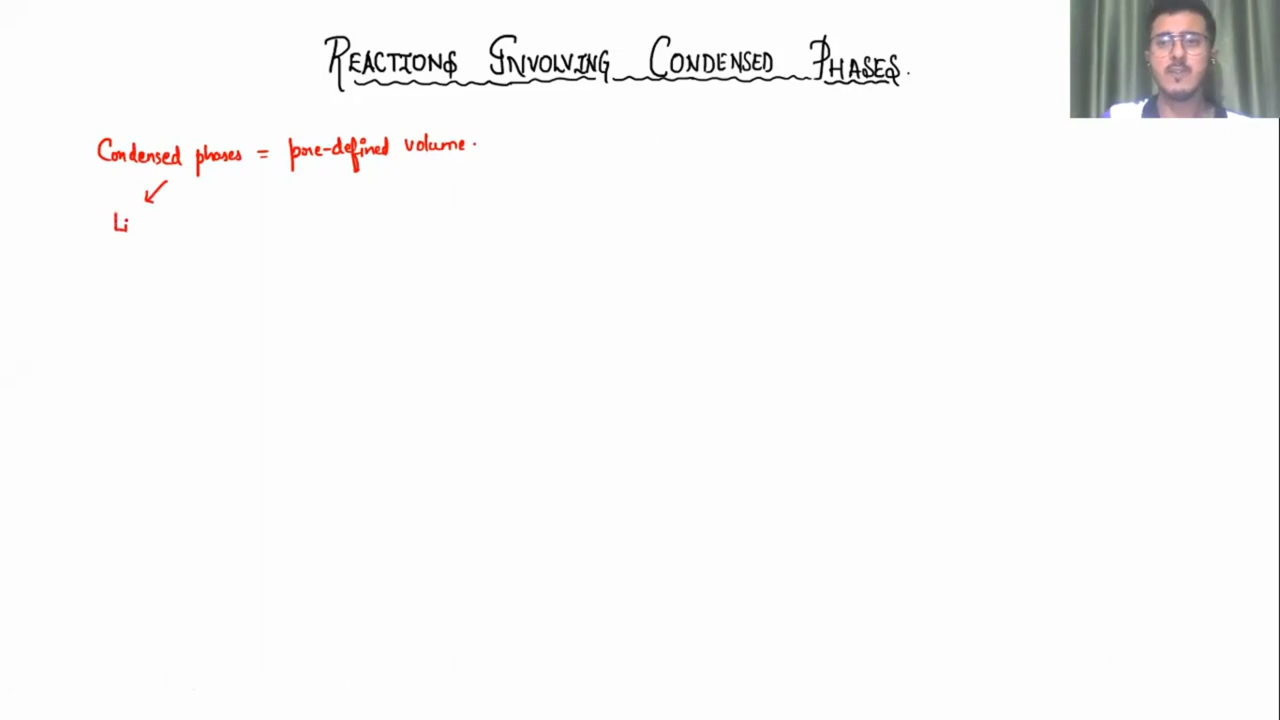 REACTIONS INVOLVING CONDENSED PHASES.
Condensed phases = pre-defined volume.
Li